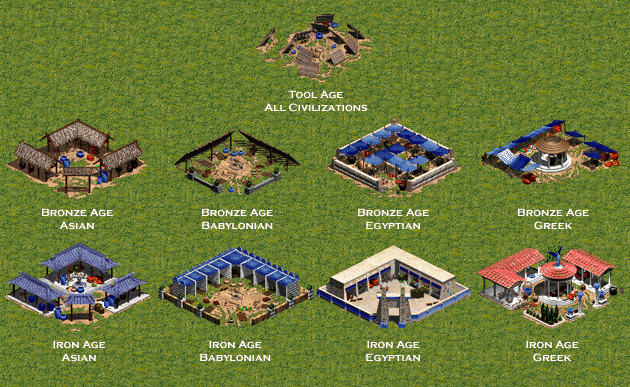 Tool Age
All Civilizations
Bronze Age
Asian
Bronze Age
Babylonian
Bronze Age
Egyptian
Bronze Age
Greek
Iron Age
Asian
Iron Age
Babylonian
Iron Age
Egyptian
Iron Age
Greek